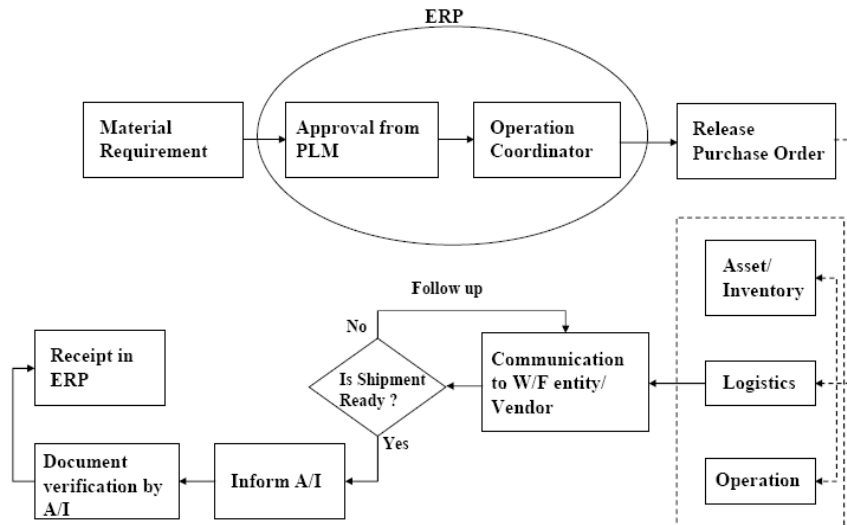 ERP
Material
Requirement
Approval from
PLM
Operation
Coordinator
Release
Purchase Order
Asset/
Inventory
Follow up
No
Receipt in
ERP
Is Shipment
Ready ?
Communication
to W/F entity/
Vendor
Logistics
Yes
Document
verification by
A/I
Inform A/I
Operation